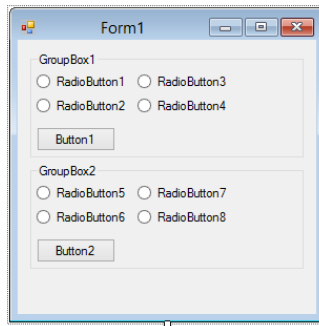 Form1
GroupBox1
RadioButton1 RadioButton3
RadioButton2 RadioButton4
Button1
GroupBox2
RadioButton5 RadioButton7
RadioButton6 RadioButton8
Button2